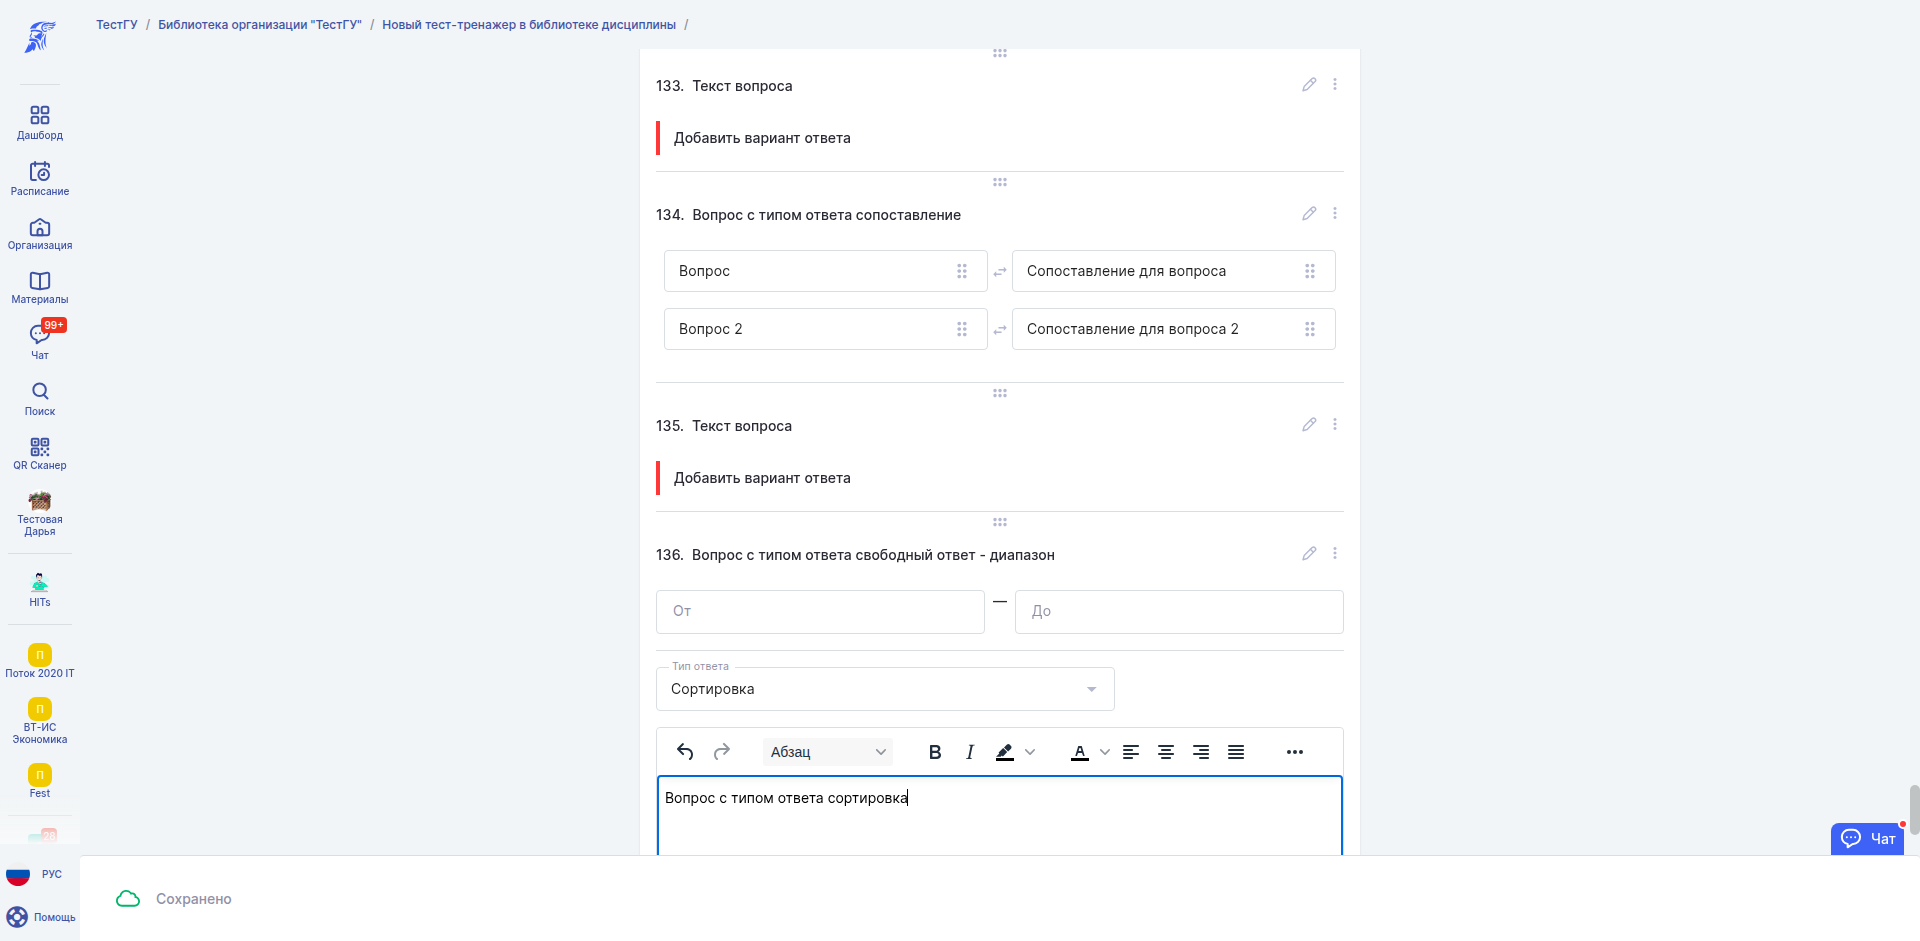 ТестГУ / Библиотека организации "ТестГУ" / Новый тест-тренажер в библиотеке дисциплины /
Дашборд
Расписание
Организация
Материалы
99+
Чат
Поиск
QR Сканер
Тестовая
Дарья
HITs
П
Поток 2020 IT
П
ВТ-ИС
Экономика
П
Fest
28
РУС
Помощь
133. Текст вопроса
Добавить вариант ответа
134. Вопрос с типом ответа сопоставление
Вопрос
Сопоставление для вопроса
Вопрос 2
Сопоставление для вопроса 2
135. Текст вопроса
Добавить вариант ответа
136. Вопрос с типом ответа свободный ответ - диапазон
От — До
Тип ответа
Сортировка
Абзац
B I A
Вопрос с типом ответа сортировка
Чат
Сохранено